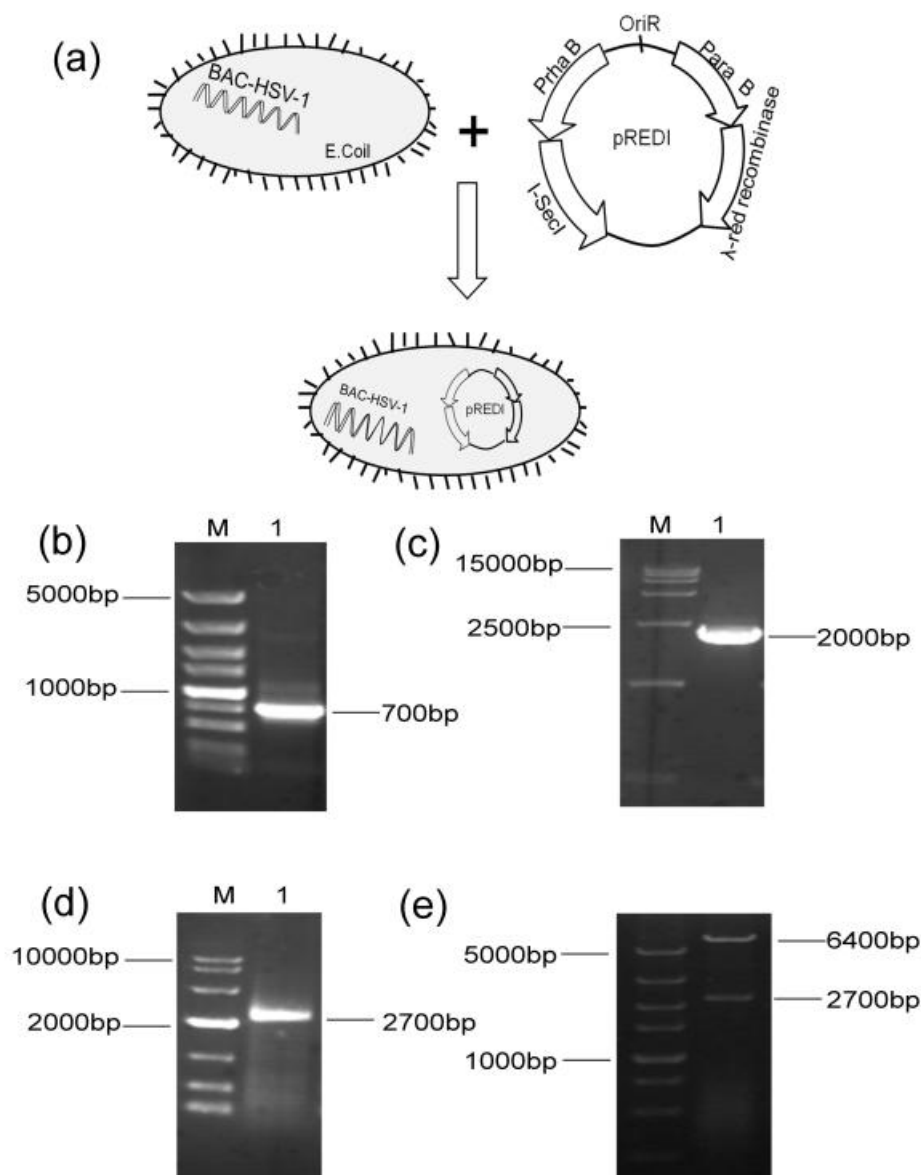 (a)
BAC-HSV-1
E.Coil
+
OriR
Prha B
Para B
pREDI
I-SecI
λ-red recombinase
BAC-HSV-1
pREDI
(b)
M 1
5000bp
1000bp
700bp
(c)
M 1
15000bp
2500bp
2000bp
(d)
M 1
10000bp
2000bp
2700bp
(e)
5000bp
6400bp
2700bp
1000bp